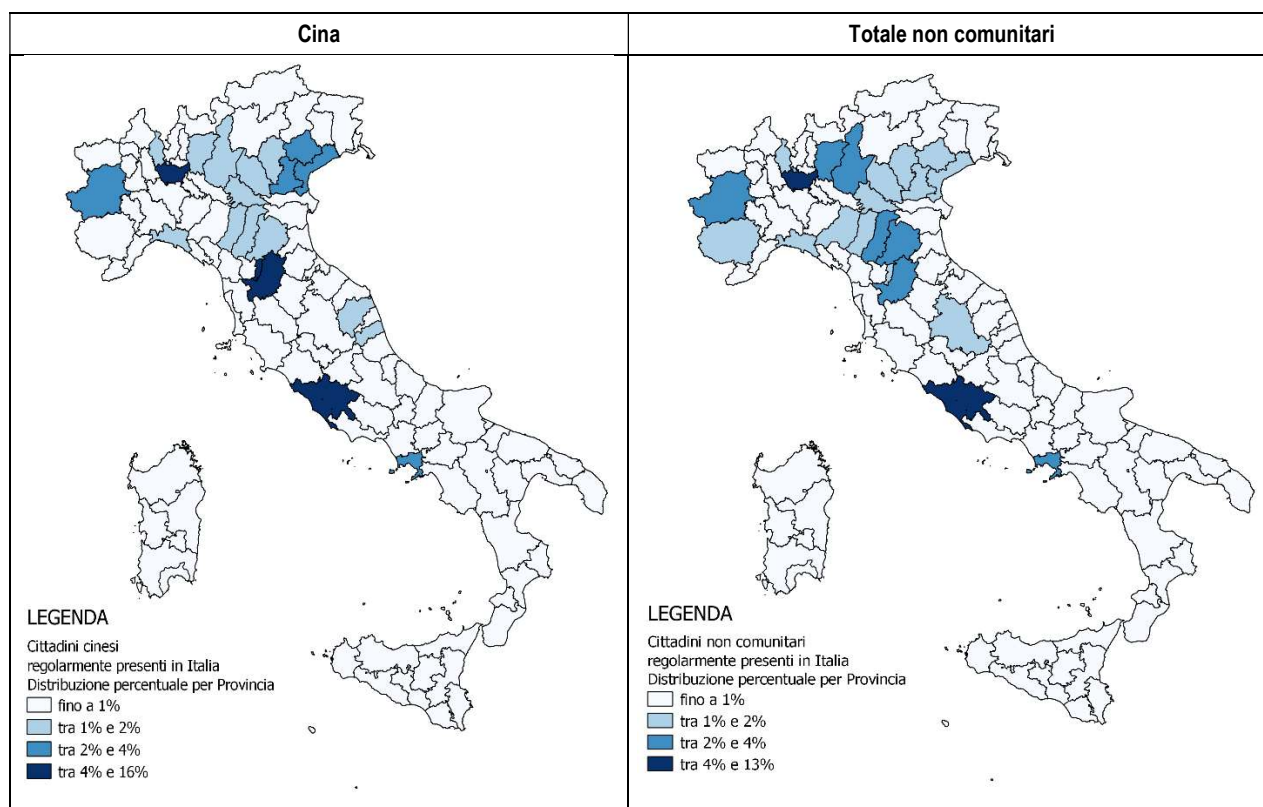 Cina
Totale non comunitari
LEGENDA
Cittadini cinesi
regolarmente presenti in Italia
Distribuzione percentuale per Provincia
fino a 1%
tra 1% e 2%
tra 2% e 4%
tra 4% e 16%
LEGENDA
Cittadini non comunitari
regolarmente presenti in Italia
Distribuzione percentuale per Provincia
fino a 1%
tra 1% e 2%
tra 2% e 4%
tra 4% e 13%